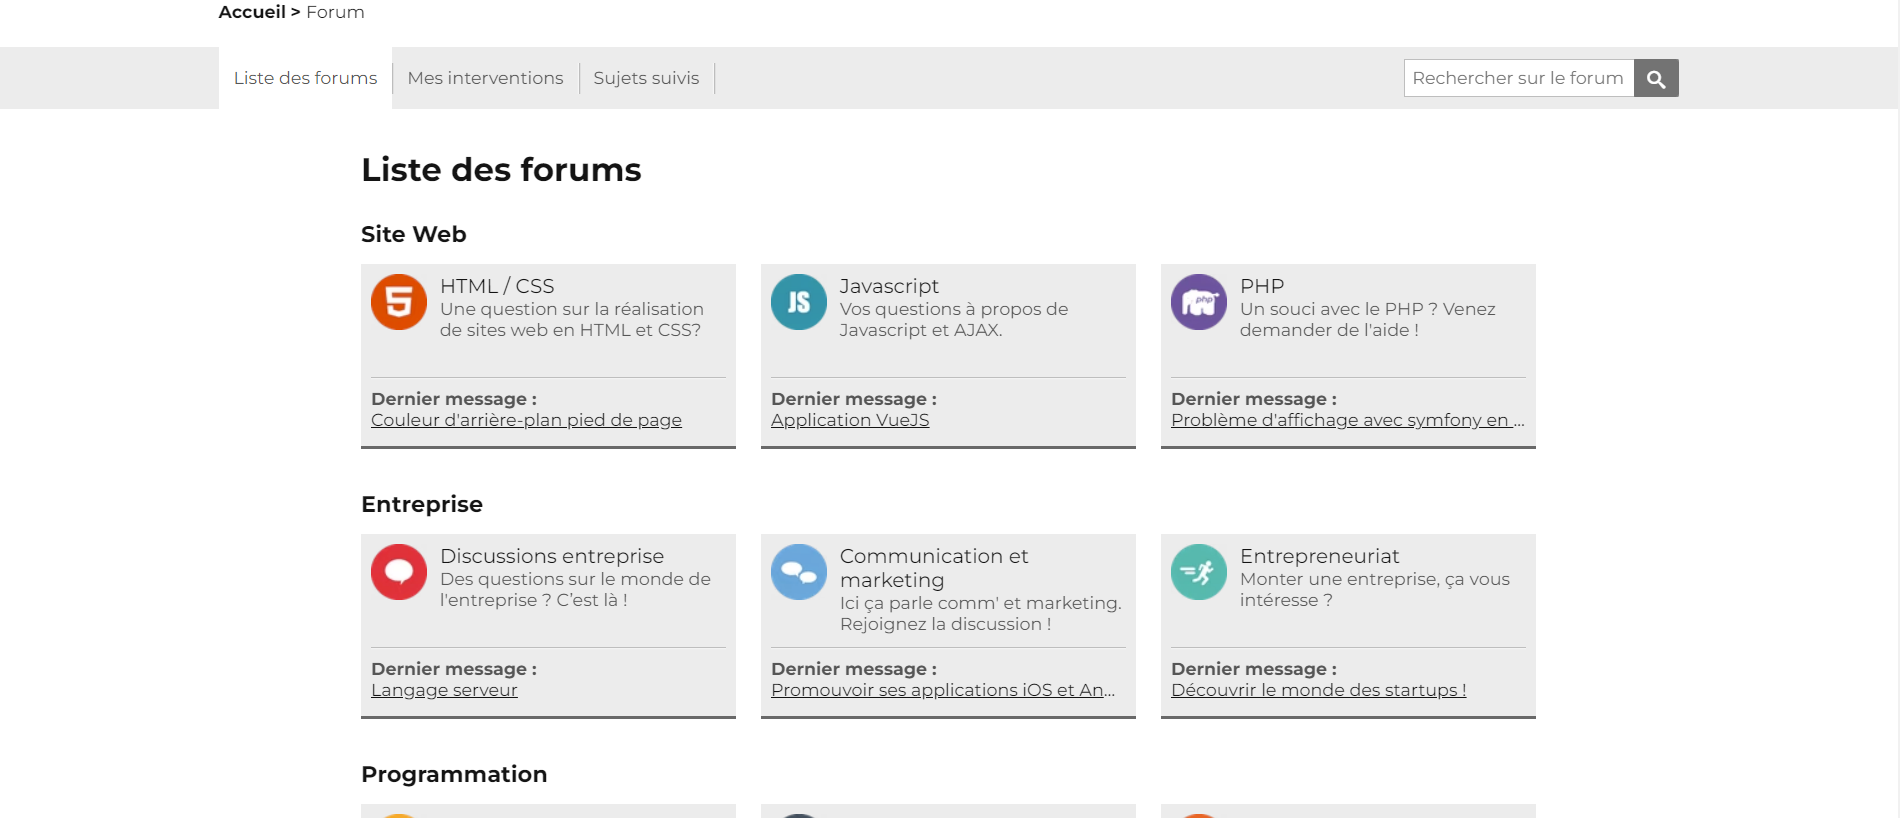 Accueil > Forum
Liste des forums
Mes interventions
Sujets suivis
Rechercher sur le forum
Liste des forums
Site Web
5
HTML / CSS
Une question sur la réalisation
de sites web en HTML et CSS?
Dernier message :
Couleur d'arrière-plan pied de page
JS
Javascript
Vos questions à propos de
Javascript et AJAX.
Dernier message :
Application VueJS
php
PHP
Un souci avec le PHP ? Venez
demander de l'aide !
Dernier message :
Problème d'affichage avec symfony en ...
Entreprise
Discussions entreprise
Des questions sur le monde de
l'entreprise ? C’est là !
Dernier message :
Langage serveur
Communication et
marketing
Ici ça parle comm' et marketing.
Rejoignez la discussion !
Dernier message :
Promouvoir ses applications iOS et An...
Entrepreneuriat
Monter une entreprise, ça vous
intéresse ?
Dernier message :
Découvrir le monde des startups !
Programmation